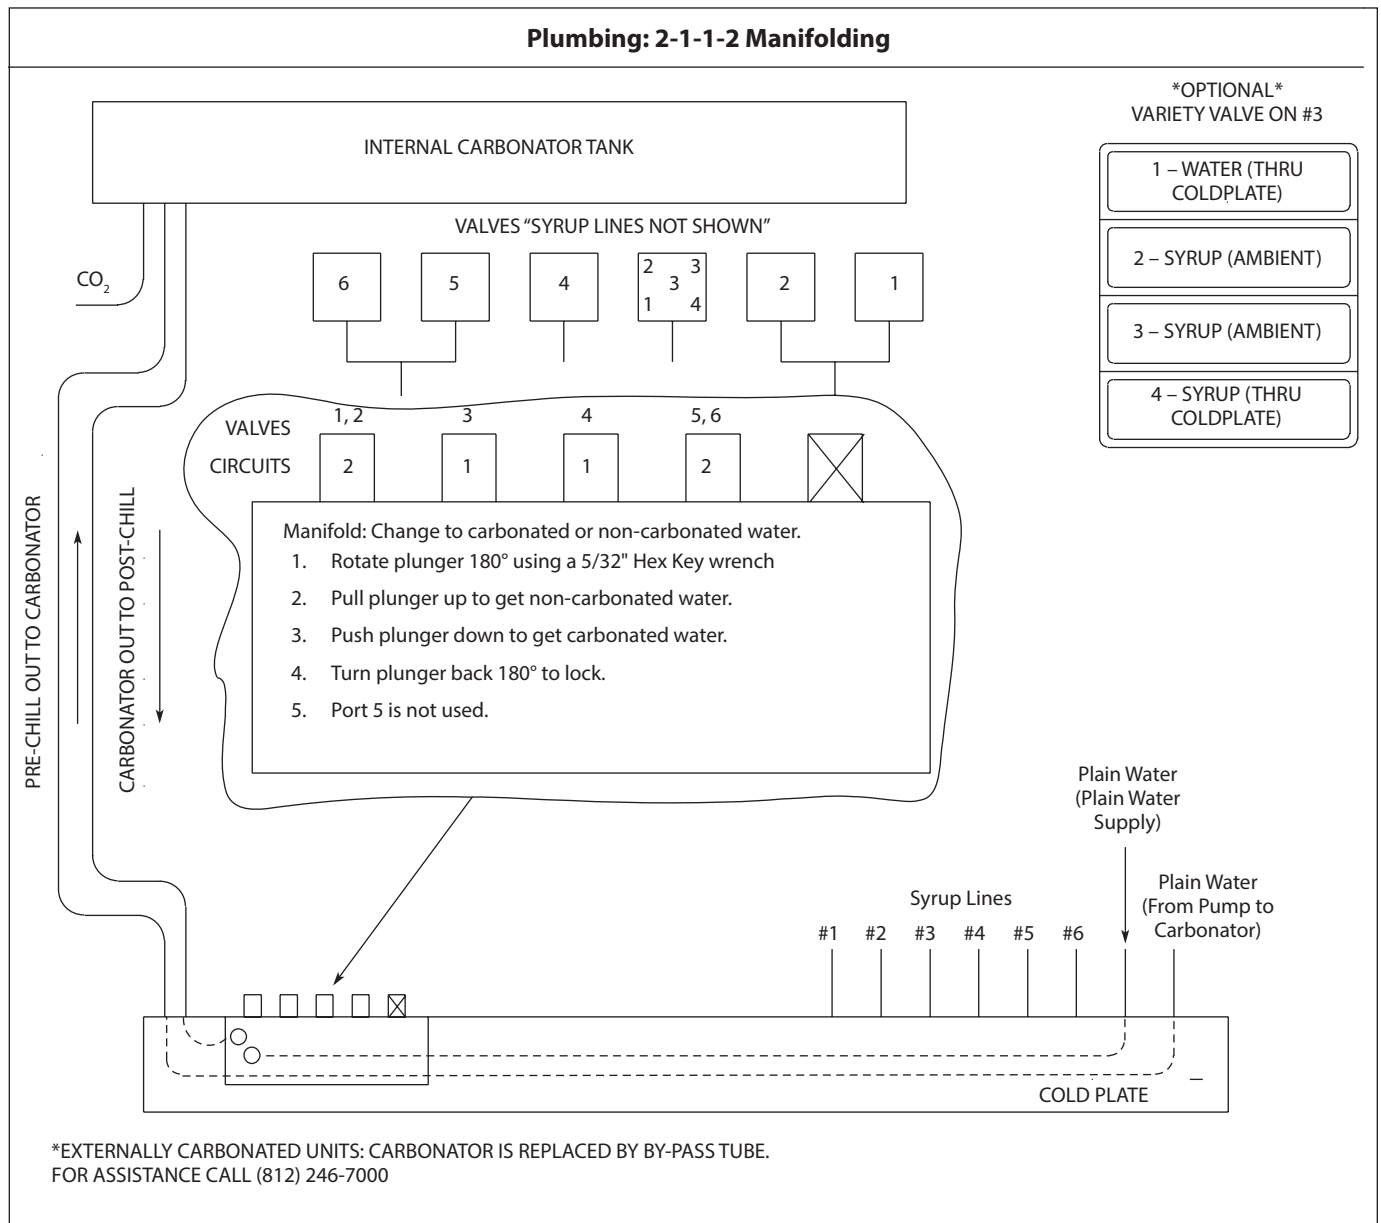 Plumbing: 2-1-1-2 Manifolding
*OPTIONAL*
VARIETY VALVE ON #3
1 – WATER (THRU
COLDPLATE)
2 – SYRUP (AMBIENT)
3 – SYRUP (AMBIENT)
4 – SYRUP (THRU
COLDPLATE)
INTERNAL CARBONATOR TANK
CO2
VALVES “SYRUP LINES NOT SHOWN”
6
5
4
2 3
3
1 4
2
1
VALVES
1, 2
3
4
5, 6
CIRCUITS
2
1
1
2
PRE-CHILL OUT TO CARBONATOR
CARBONATOR OUT TO POST-CHILL
Manifold: Change to carbonated or non-carbonated water.
1. Rotate plunger 180° using a 5/32" Hex Key wrench
2. Pull plunger up to get non-carbonated water.
3. Push plunger down to get carbonated water.
4. Turn plunger back 180° to lock.
5. Port 5 is not used.
Plain Water
(Plain Water
Supply)
Plain Water
(From Pump to
Carbonator)
Syrup Lines
#1 #2 #3 #4 #5 #6
COLD PLATE
*EXTERNALLY CARBONATED UNITS: CARBONATOR IS REPLACED BY BY-PASS TUBE.
FOR ASSISTANCE CALL (812) 246-7000